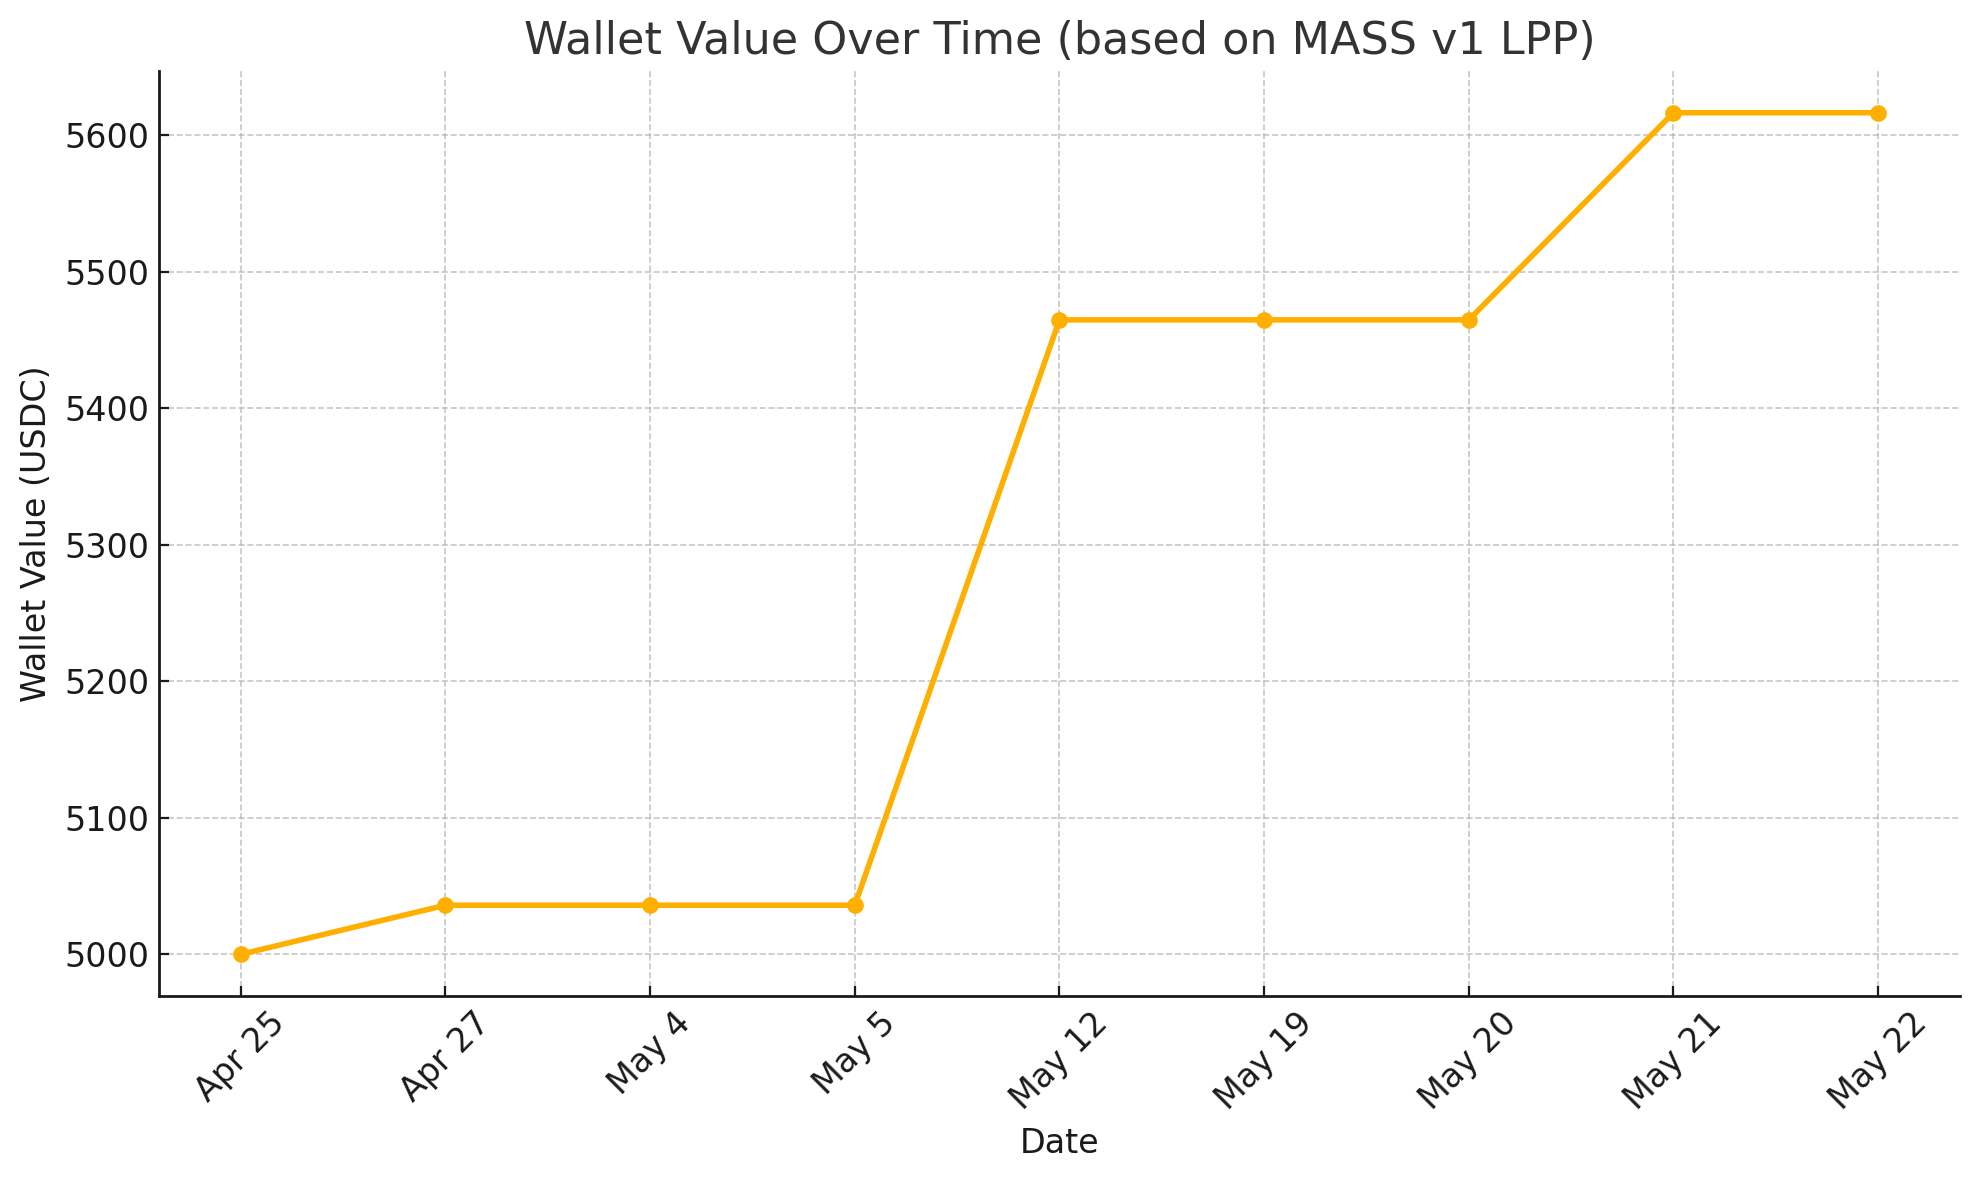 Wallet Value Over Time (based on MASS v1 LPP)
Wallet Value (USDC)
5600
5500
5400
5300
5200
5100
5000
Apr 25
Apr 27
May 4
May 5
May 12
May 19
May 20
May 21
May 22
Date